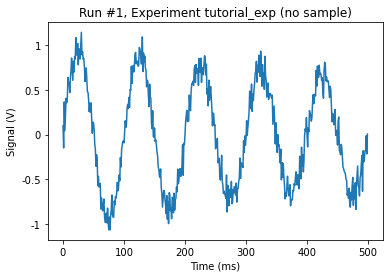 Run #1, Experiment tutorial_exp (no sample)
1
0.5
0
-0.5
-1
Signal (V)
0 100 200 300 400 500
Time (ms)